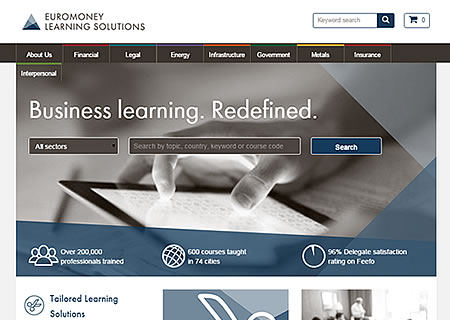 EUROMONEY
LEARNING SOLUTIONS
Keyword search
0
About Us Financial Legal Energy Infrastructure Government Metals Insurance
Interpersonal
Business learning. Redefined.
All sectors
Search by topic, country, keyword or course code
Search
Over 200,000
professionals trained
600 courses taught
in 74 cities
96% Delegate satisfaction
rating on Feefo
Tailored Learning
Solutions